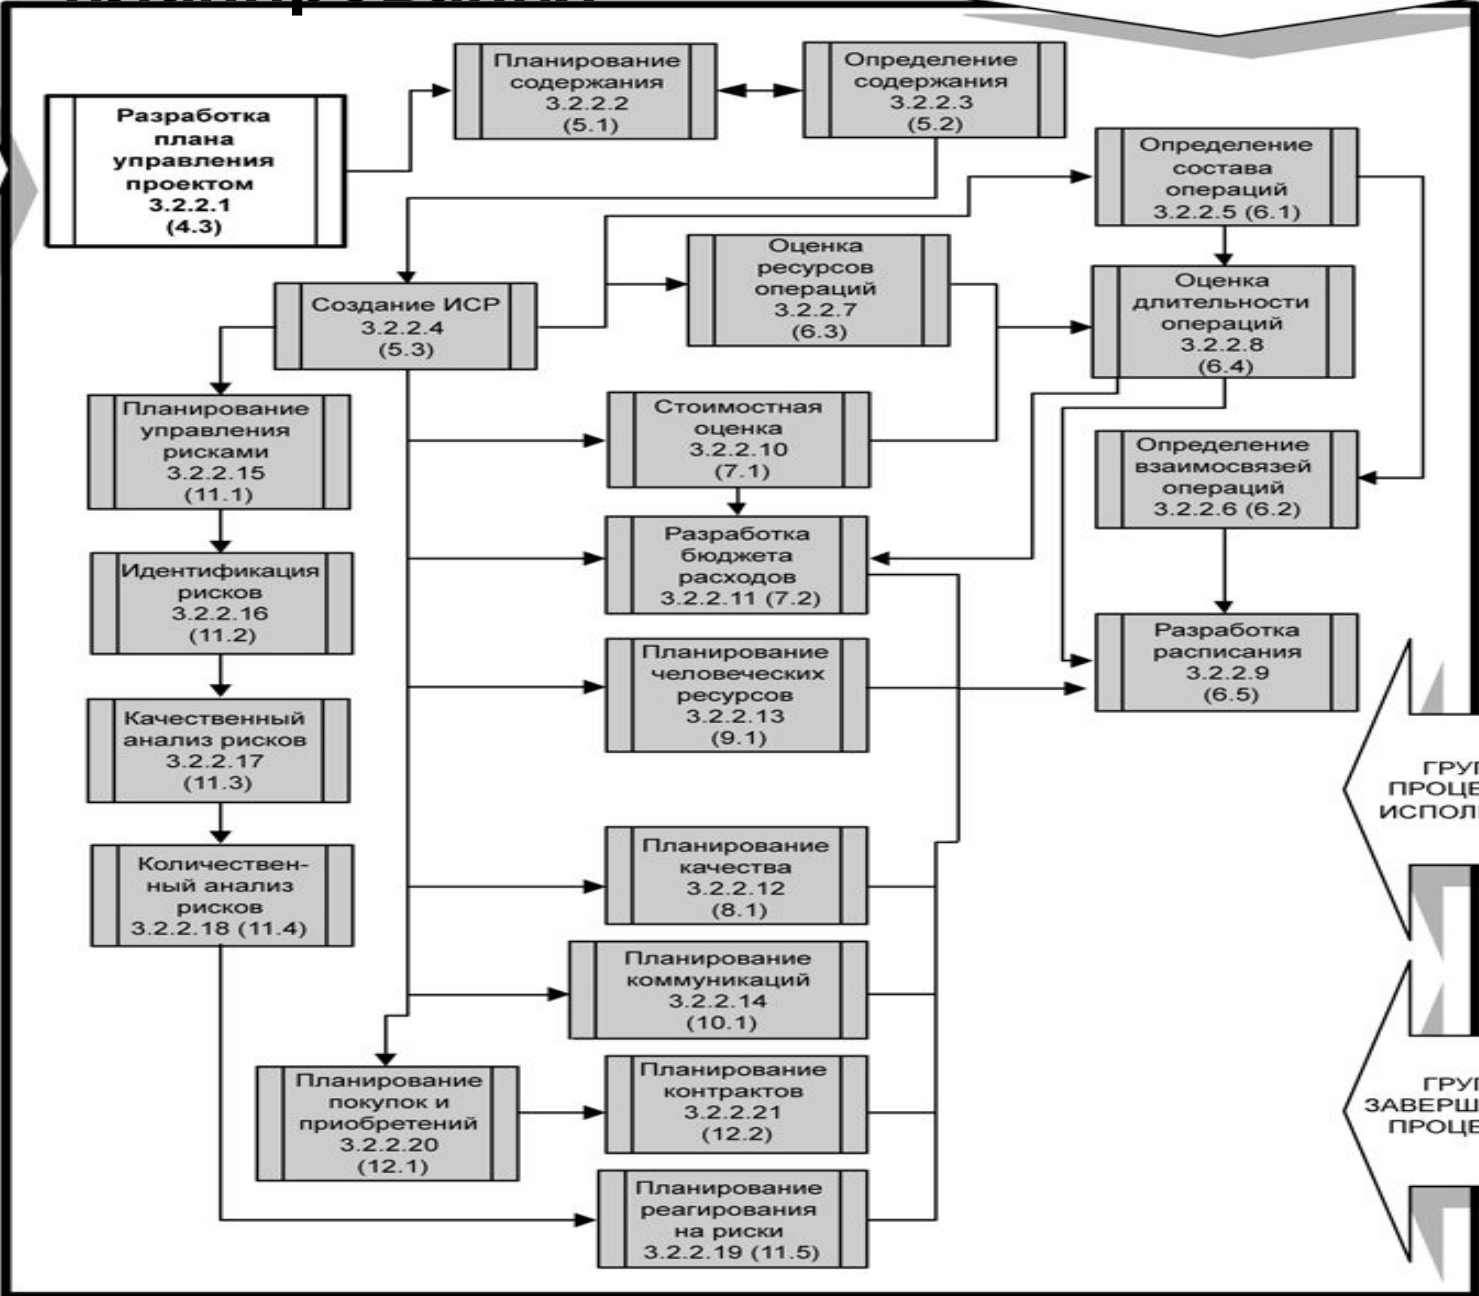 Планирование
содержания
3.2.2.2
(5.1)
Определение
содержания
3.2.2.3
(5.2)
Разработка
плана
управления
проектом
3.2.2.1
(4.3)
Определение
состава
операций
3.2.2.5 (6.1)
Оценка
ресурсов
операций
3.2.2.7
(6.3)
Оценка
длительности
операций
3.2.2.8
(6.4)
Создание ИСР
3.2.2.4
(5.3)
Планирование
управления
рисками
3.2.2.15
(11.1)
Стоимостная
оценка
3.2.2.10
(7.1)
Определение
взаимосвязей
операций
3.2.2.6 (6.2)
Разработка
бюджета
расходов
3.2.2.11 (7.2)
Идентификация
рисков
3.2.2.16
(11.2)
Разработка
расписания
3.2.2.9
(6.5)
Планирование
человеческих
ресурсов
3.2.2.13
(9.1)
Качественный
анализ рисков
3.2.2.17
(11.3)
ГРУП
ПРОЦЕ
ИСПОЛ
Планирование
качества
3.2.2.12
(8.1)
Количествен-
ный анализ
рисков
3.2.2.18 (11.4)
Планирование
коммуникаций
3.2.2.14
(10.1)
Планирование
покупок и
приобретений
3.2.2.20
(12.1)
Планирование
контрактов
3.2.2.21
(12.2)
ГРУП
ЗАВЕРШ
ПРОЦЕ
Планирование
реагирования
на риски
3.2.2.19 (11.5)